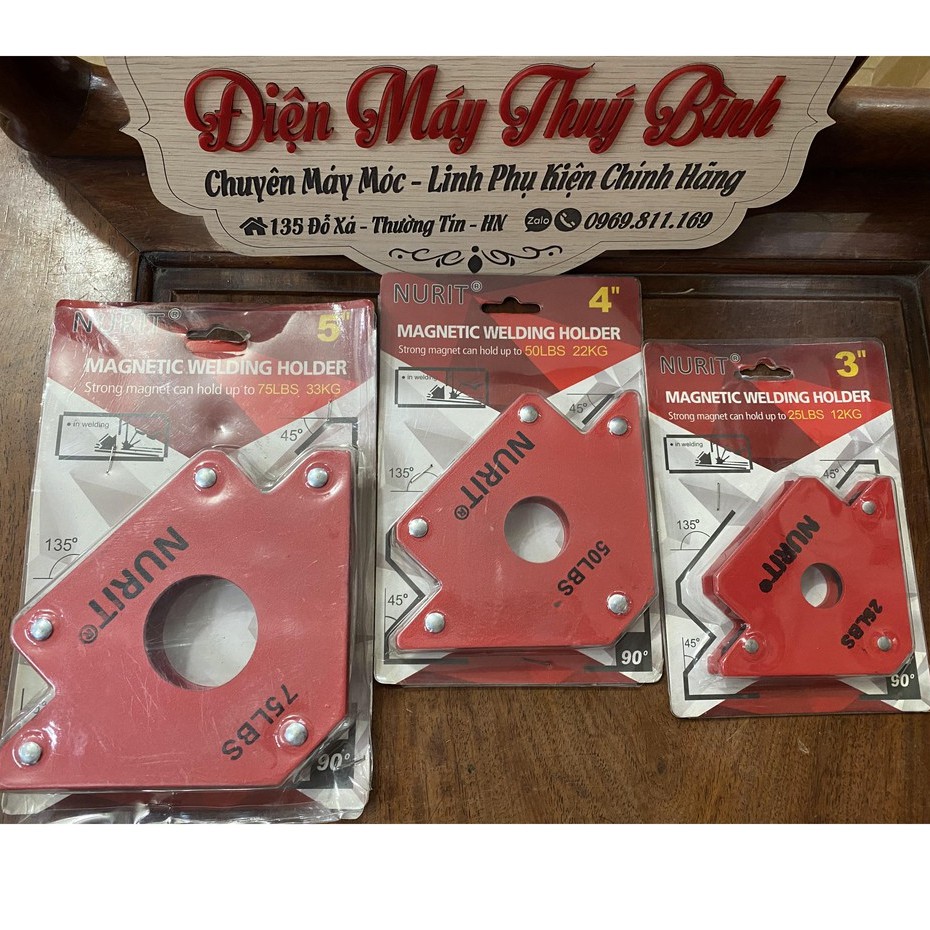 Điện Máy Thuý Bình
Chuyên Máy Móc - Linh Phụ Kiện Chính Hãng
135 Đỗ Xá - Thường Tín - HN Zalo 0969.811.169
NURIT® 5"
MAGNETIC WELDING HOLDER
Strong magnet can hold up to 75LBS 33KG
• in welding
45°
135°
NURIT®
75LBS
90°
NURIT® 4"
MAGNETIC WELDING HOLDER
Strong magnet can hold up to 50LBS 22KG
• in welding
45°
135°
NURIT®
50LBS
45°
90°
NURIT® 3"
MAGNETIC WELDING HOLDER
Strong magnet can hold up to 25LBS 12KG
• in welding
45°
135°
NURIT®
25LBS
45°
90°